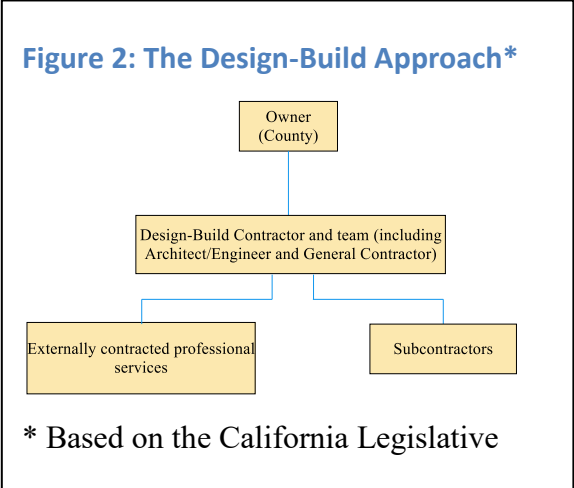 Figure 2: The Design-Build Approach*
Owner
(County)
Design-Build Contractor and team (including
Architect/Engineer and General Contractor)
Externally contracted professional
services
Subcontractors
* Based on the California Legislative